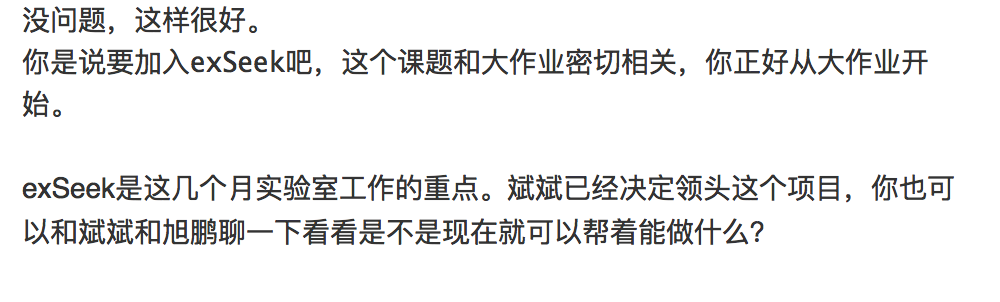 没问题，这样很好。
你是说要加入exSeek吧，这个课题和大作业密切相关，你正好从大作业开
始。
exSeek是这几个月实验室工作的重点。斌斌已经决定领头这个项目，你也可
以和斌斌和旭鹏聊一下看看是不是现在就可以帮着能做什么？